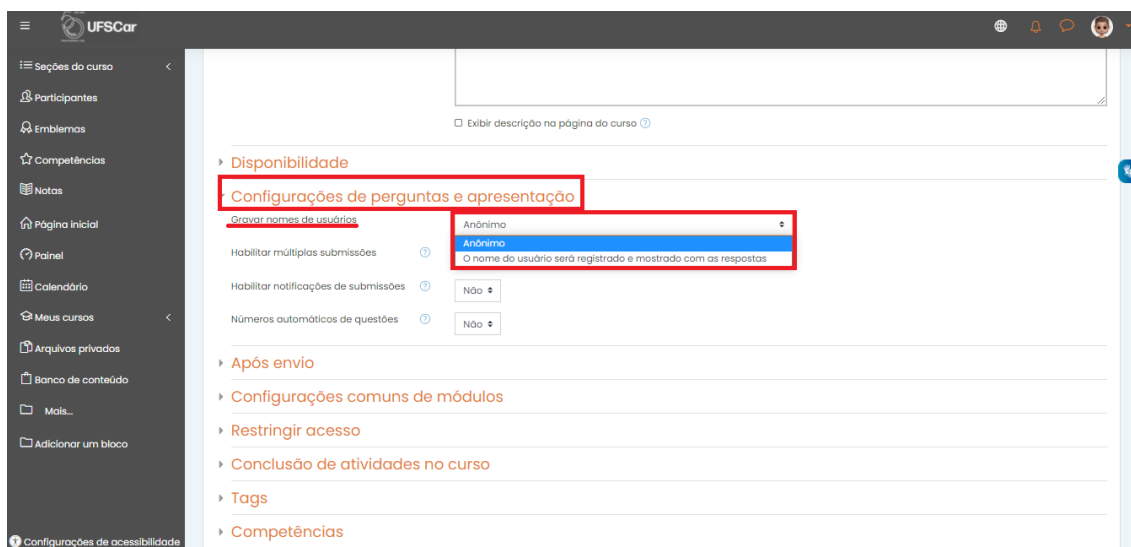 UFSCar
Seções do curso
Participantes
Emblemas
Competências
Notas
Página inicial
Painel
Calendário
Meus cursos
Arquivos privados
Banco de conteúdo
Mais...
Adicionar um bloco
Configurações de acessibilidade
Exibir descrição na página do curso
Disponibilidade
Configurações de perguntas e apresentação
Gravar nomes de usuários
Anônimo
Anônimo
O nome do usuário será registrado e mostrado com as respostas
Habilitar múltiplas submissões
Habilitar notificações de submissões
Não
Números automáticos de questões
Não
Após envio
Configurações comuns de módulos
Restringir acesso
Conclusão de atividades no curso
Tags
Competências